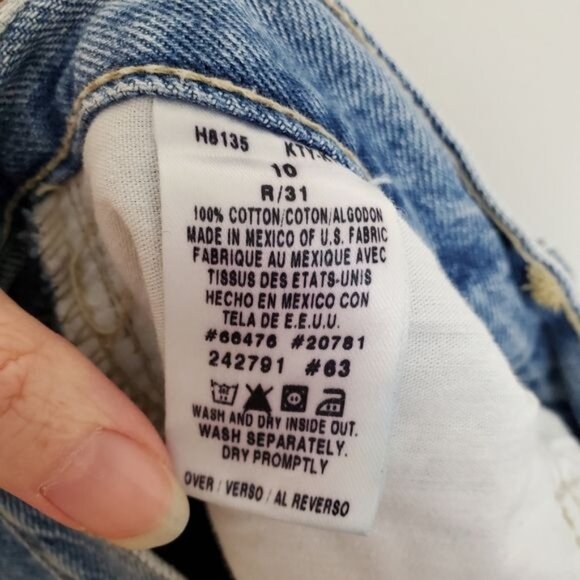 H8135
10
R/31
100% COTTON/COTON/ALGODON
MADE IN MEXICO OF U.S. FABRIC
FABRIQUE AU MEXIQUE AVEC
TISSUS DES ETATS-UNIS
HECHO EN MEXICO CON
TELA DE E.E.U.U.
#66476 #20781
242791 #63
WASH AND DRY INSIDE OUT.
WASH SEPARATELY.
DRY PROMPTLY
OVER / VERSO / AL REVERSO